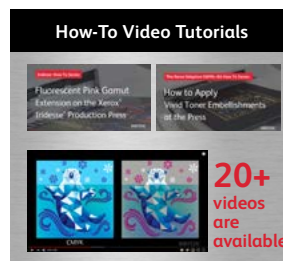 How-To Video Tutorials
Fluorescent Pink Gamut
Extension on the Xerox®
Iridesse® Production Press
How to Apply
Vivid Toner Embellishments
at the Press
20+
videos
are
available
CMYK